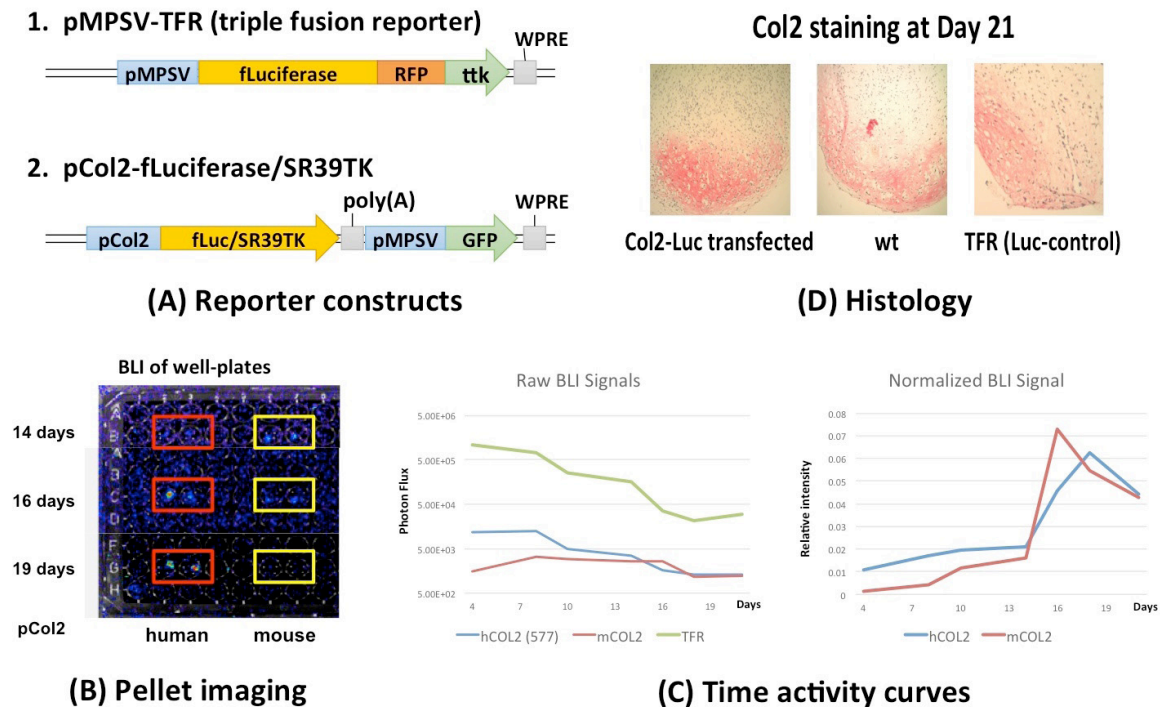 1. pMPSV-TFR (triple fusion reporter)
WPRE
pMPSV fLuciferase RFP ttk
2. pCol2-fLuciferase/SR39TK
poly(A) WPRE
pCol2 fLuc/SR39TK pMPSV GFP
(A) Reporter constructs
Col2 staining at Day 21
Col2-Luc transfected wt TFR (Luc-control)
(D) Histology
BLI of well-plates
14 days
16 days
19 days
pCol2 human mouse
A
B
C
D
F
G
H
(B) Pellet imaging
Raw BLI Signals
Photon Flux
5.00E+06
5.00E+05
5.00E+04
5.00E+03
5.00E+02
4 7 10 13 16 19 Days
hCOL2 (577) mCOL2 TFR
Normalized BLI Signal
Relative intensity
0.08
0.07
0.06
0.05
0.04
0.03
0.02
0.01
0
4 7 10 13 16 19 Days
hCOL2 mCOL2
(C) Time activity curves